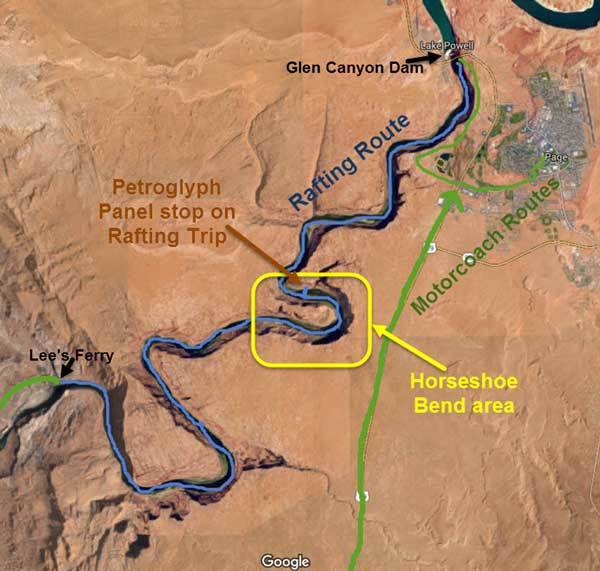 Lake Powell
Glen Canyon Dam
Rafting Route
Page
Petroglyph
Panel stop on
Rafting Trip
Motorcoach Routes
Lee's Ferry
Horseshoe
Bend area
Google